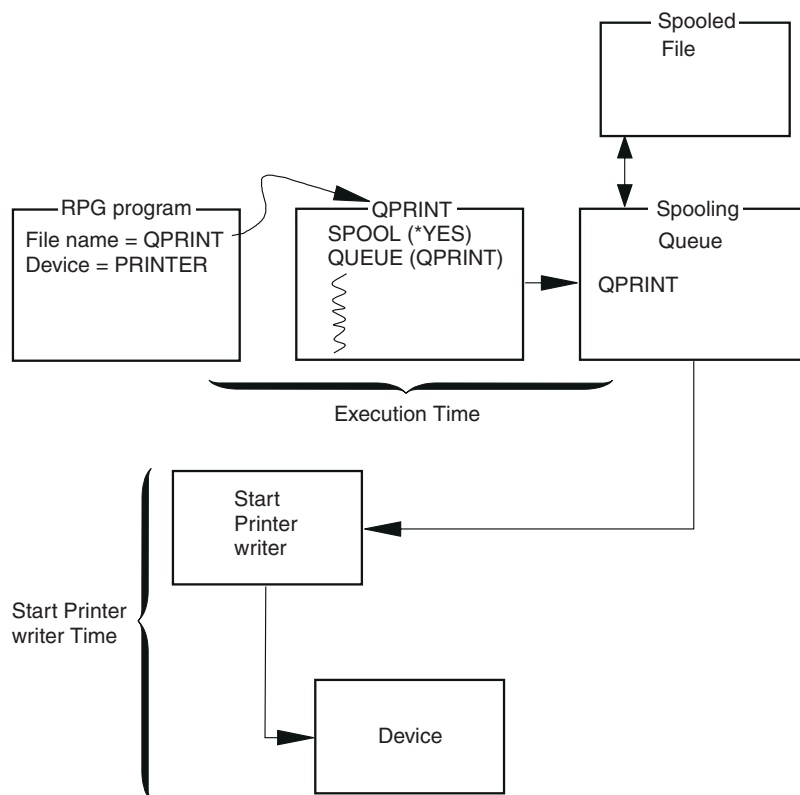 Spooled
File
RPG program
File name = QPRINT
Device = PRINTER
QPRINT
SPOOL (*YES)
QUEUE (QPRINT)
Spooling
Queue
QPRINT
Execution Time
Start
Printer
writer
Start Printer
writer Time
Device